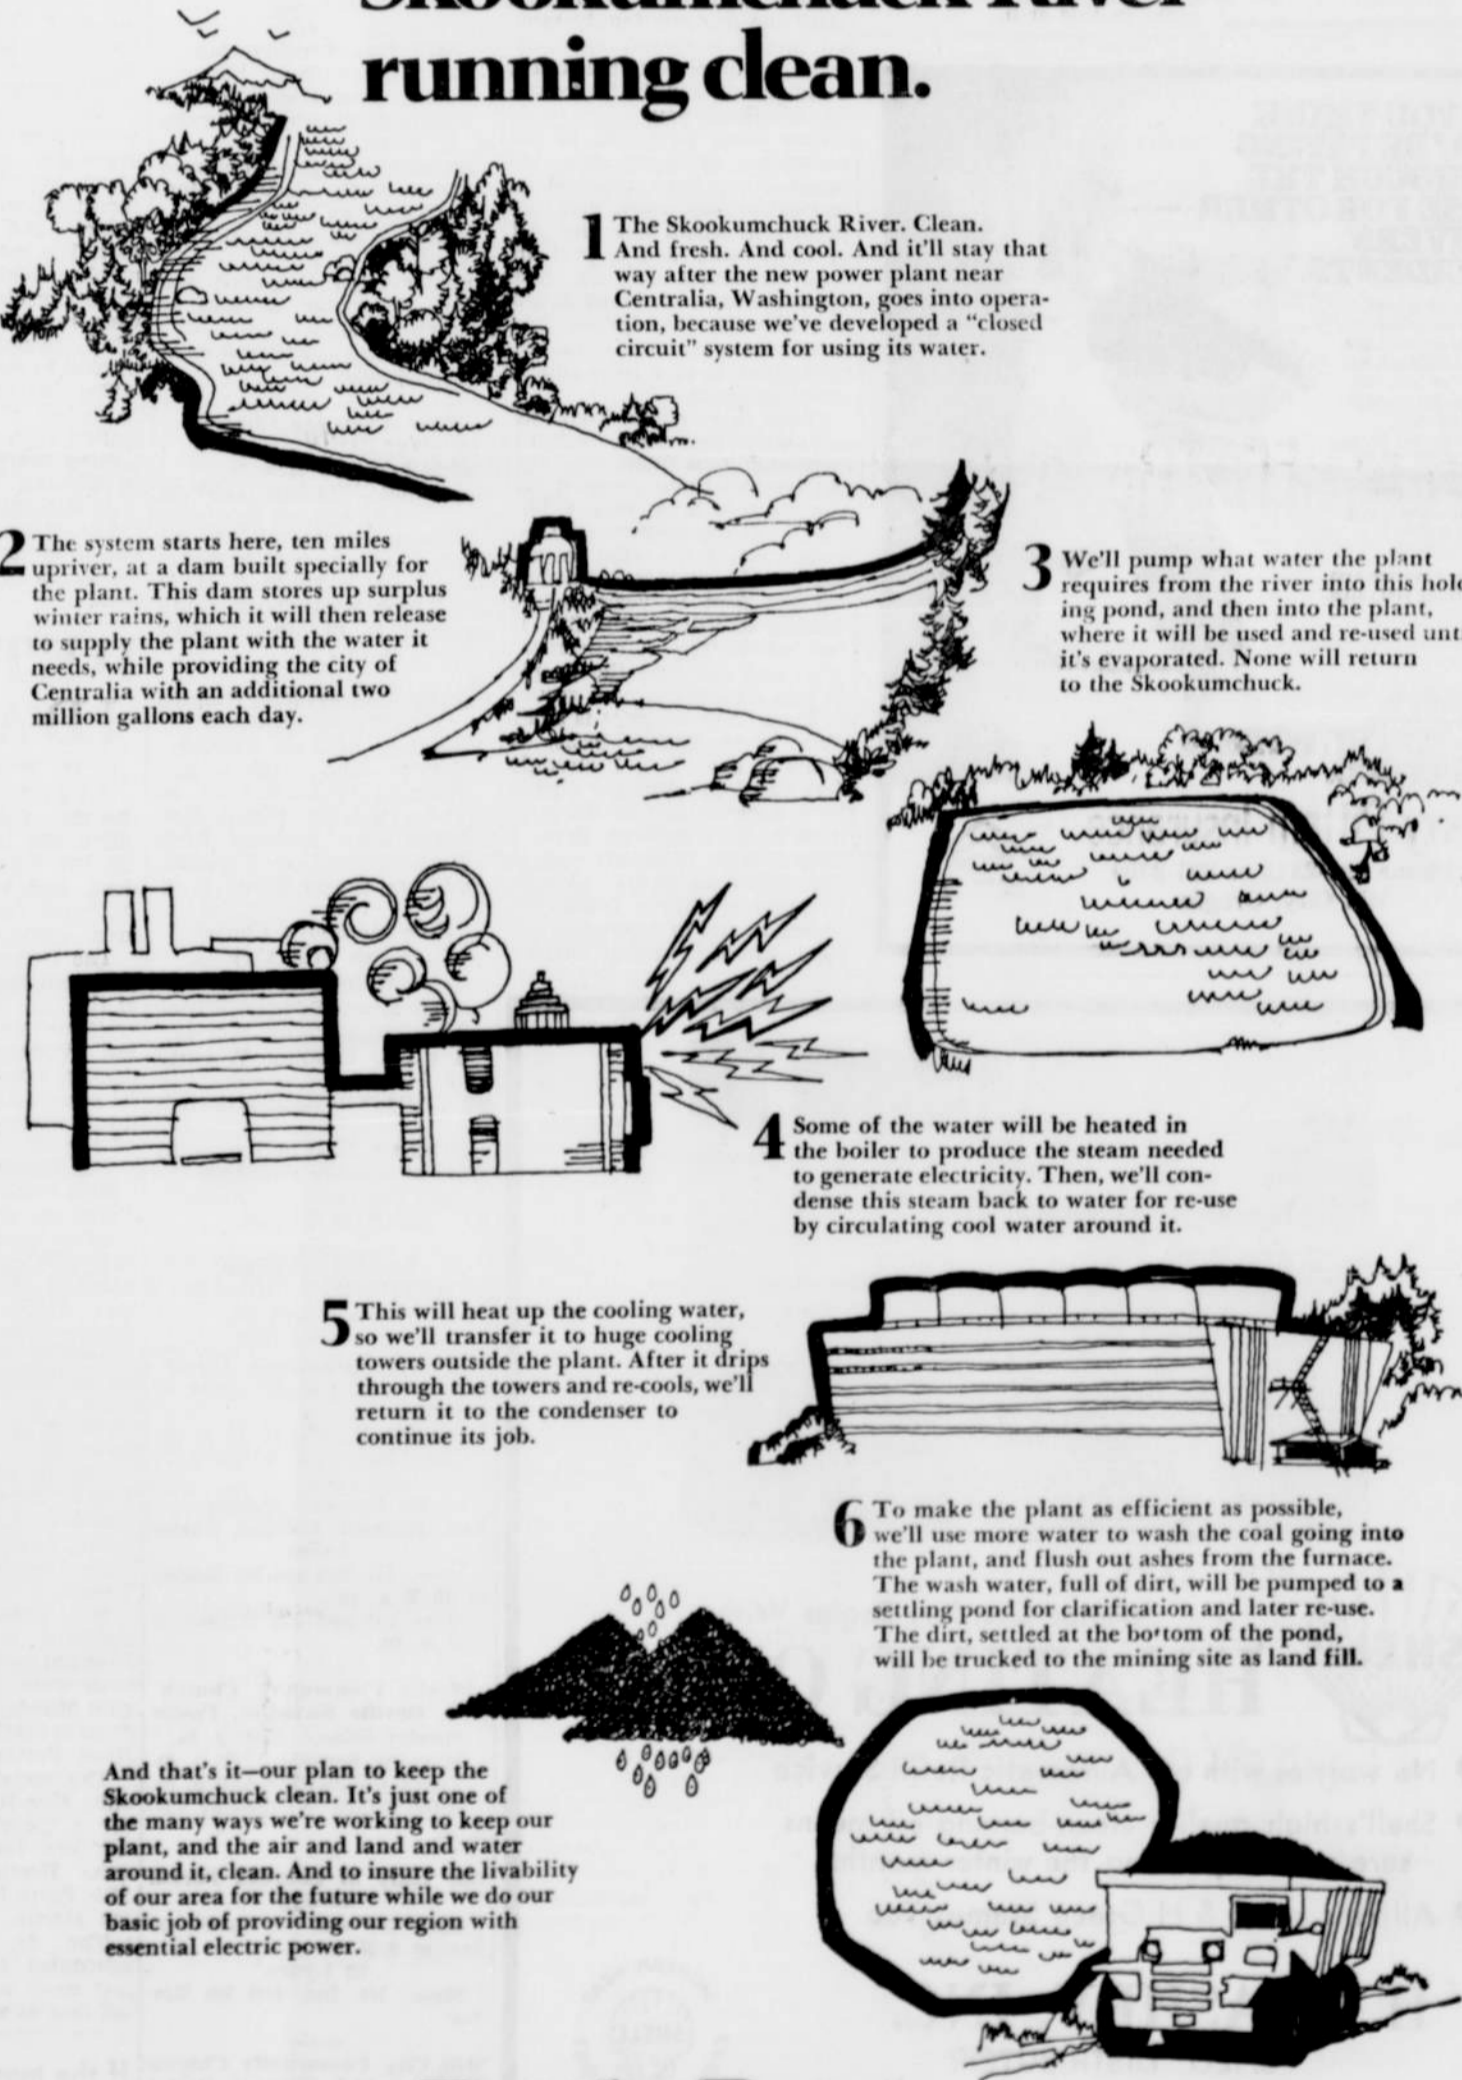 Skookumchuck River
running clean.
1 The Skookumchuck River. Clean.
And fresh. And cool. And it'll stay that
way after the new power plant near
Centralia, Washington, goes into opera-
tion, because we've developed a "closed
circuit" system for using its water.
2 The system starts here, ten miles
upriver, at a dam built specially for
the plant. This dam stores up surplus
winter rains, which it will then release
to supply the plant with the water it
needs, while providing the city of
Centralia with an additional two
million gallons each day.
3 We'll pump what water the plant
requires from the river into this hold
ing pond, and then into the plant,
where it will be used and re-used unt
it's evaporated. None will return
to the Skookumchuck.
4 Some of the water will be heated in
the boiler to produce the steam needed
to generate electricity. Then, we'll con-
dense this steam back to water for re-use
by circulating cool water around it.
5 This will heat up the cooling water,
so we'll transfer it to huge cooling
towers outside the plant. After it drips
through the towers and re-cools, we'll
return it to the condenser to
continue its job.
6 To make the plant as efficient as possible,
we'll use more water to wash the coal going into
the plant, and flush out ashes from the furnace.
The wash water, full of dirt, will be pumped to a
settling pond for clarification and later re-use.
The dirt, settled at the bottom of the pond,
will be trucked to the mining site as land fill.
And that's it—our plan to keep the
Skookumchuck clean. It's just one of
the many ways we're working to keep our
plant, and the air and land and water
around it, clean. And to insure the livability
of our area for the future while we do our
basic job of providing our region with
essential electric power.